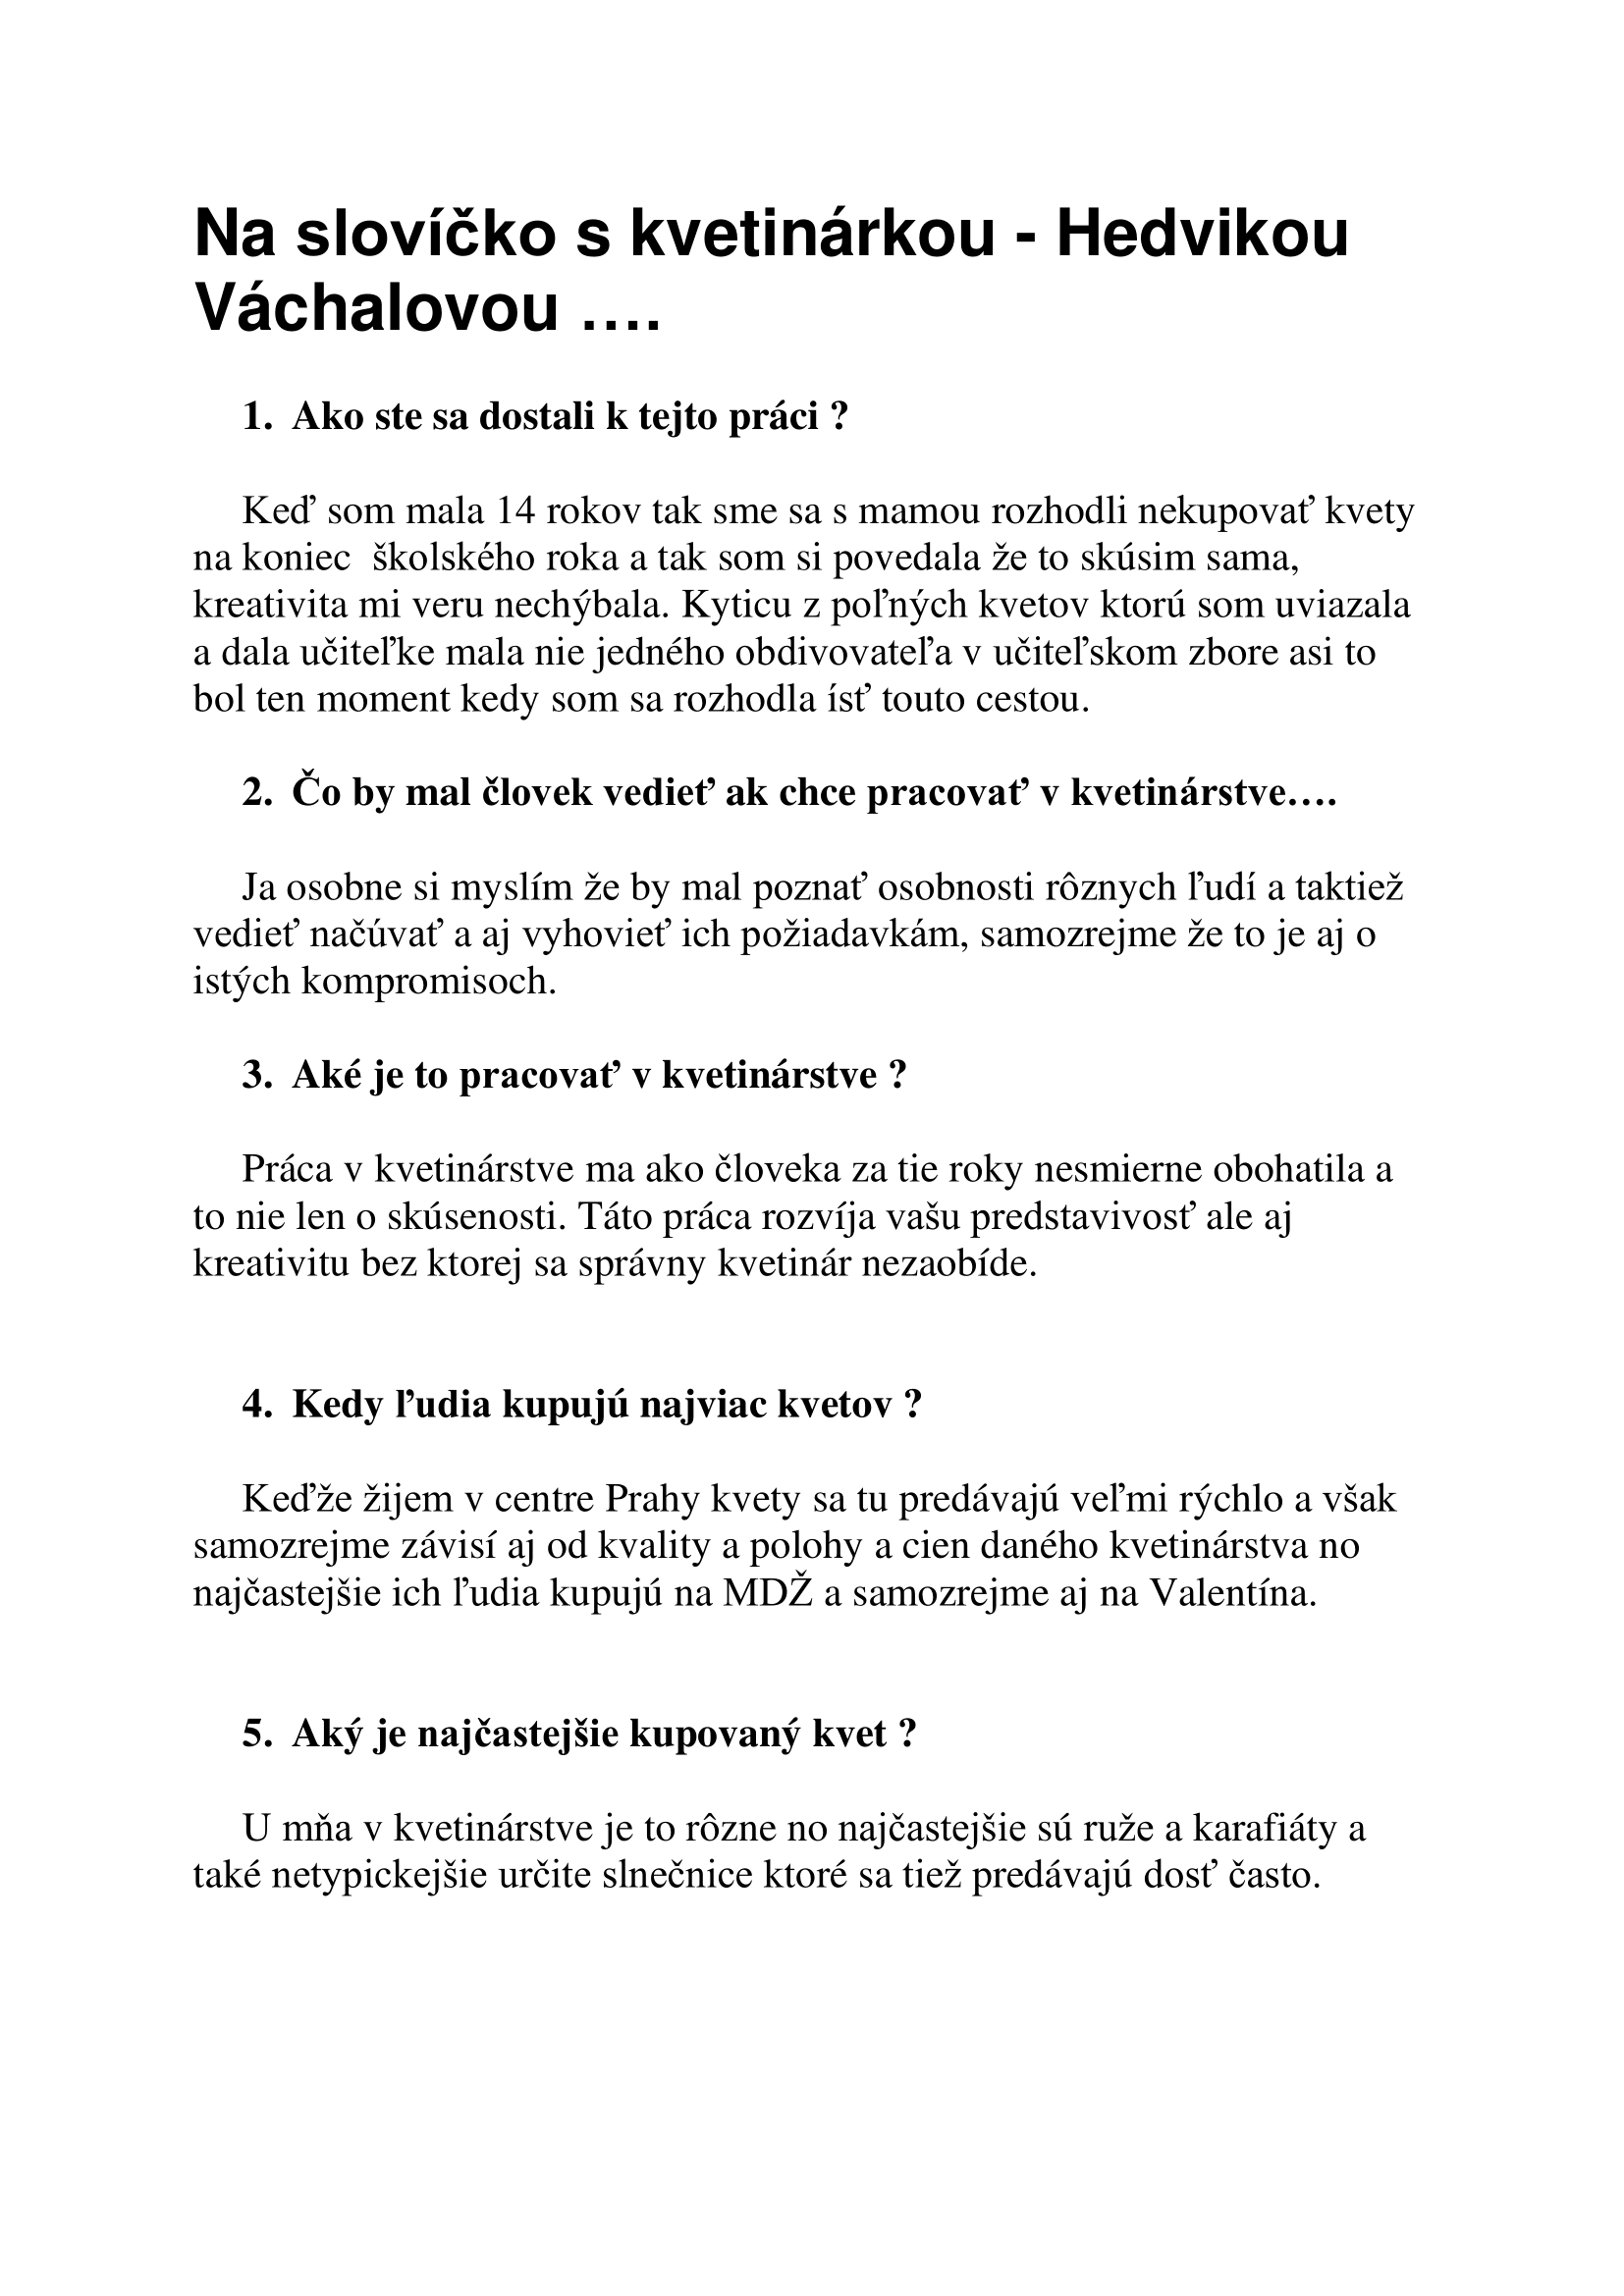 Na slovíčko s kvetinárkou - Hedvikou
Váchalovou ….
1. Ako ste sa dostali k tejto práci ?
Keď som mala 14 rokov tak sme sa s mamou rozhodli nekupovať kvety
na koniec  školského roka a tak som si povedala že to skúsim sama,
kreativita mi veru nechýbala. Kyticu z poľných kvetov ktorú som uviazala
a dala učiteľke mala nie jedného obdivovateľa v učiteľskom zbore asi to
bol ten moment kedy som sa rozhodla ísť touto cestou.
2. Čo by mal človek vedieť ak chce pracovať v kvetinárstve….
Ja osobne si myslím že by mal poznať osobnosti rôznych ľudí a taktiež
vedieť načúvať a aj vyhovieť ich požiadavkám, samozrejme že to je aj o
istých kompromisoch.
3. Aké je to pracovať v kvetinárstve ?
Práca v kvetinárstve ma ako človeka za tie roky nesmierne obohatila a
to nie len o skúsenosti. Táto práca rozvíja vašu predstavivosť ale aj
kreativitu bez ktorej sa správny kvetinár nezaobíde.
4. Kedy ľudia kupujú najviac kvetov ?
Keďže žijem v centre Prahy kvety sa tu predávajú veľmi rýchlo a však
samozrejme závisí aj od kvality a polohy a cien daného kvetinárstva no
najčastejšie ich ľudia kupujú na MDŽ a samozrejme aj na Valentína.
5. Aký je najčastejšie kupovaný kvet ?
U mňa v kvetinárstve je to rôzne no najčastejšie sú ruže a karafiáty a
také netypickejšie určite slnečnice ktoré sa tiež predávajú dosť často.